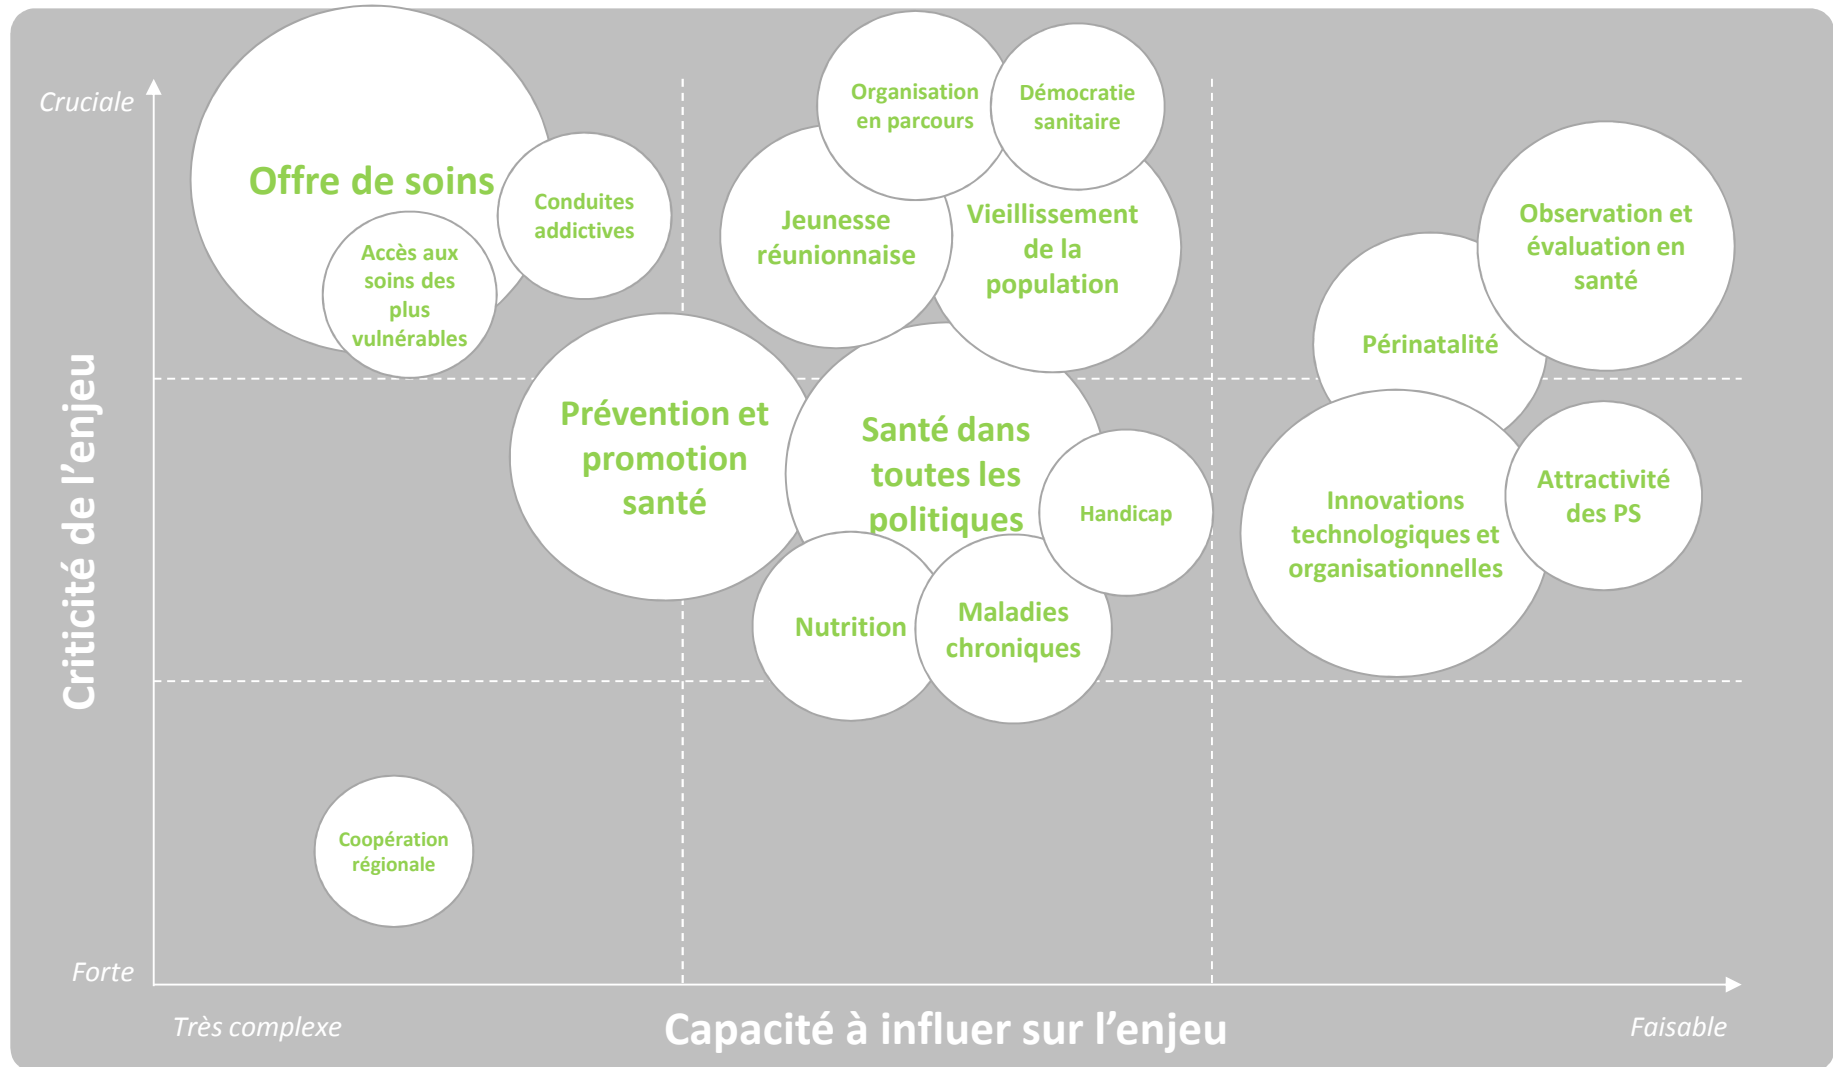 Cruciale
Criticité de l'enjeu
Forte
Offre de soins
Accès aux
soins des
plus
vulnérables
Conduites
addictives
Organisation
en parcours
Démocratie
sanitaire
Jeunesse
réunionnaise
Vieillissement
de la
population
Observation et
évaluation en
santé
Périnatalité
Prévention et
promotion
santé
Santé dans
toutes les
politiques
Handicap
Innovations
technologiques et
organisationnelles
Attractivité
des PS
Nutrition
Maladies
chroniques
Coopération
régionale
Très complexe
Capacité à influer sur l'enjeu
Faisable